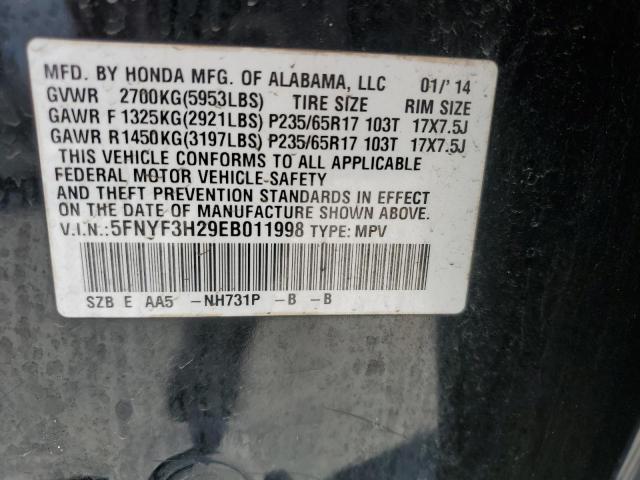 MFD. BY HONDA MFG. OF ALABAMA, LLC 01/'14
GVWR 2700KG(5953LBS) TIRE SIZE RIM SIZE
GAWR F 1325KG(2921LBS) P235/65R17 103T 17X7.5J
GAWR R1450KG(3197LBS) P235/65R17 103T 17X7.5J
THIS VEHICLE CONFORMS TO ALL APPLICABLE
FEDERAL MOTOR VEHICLE-SAFETY
AND THEFT PREVENTION STANDARDS IN EFFECT
ON THE DATE OF MANUFACTURE SHOWN ABOVE.
V.I.N.:5FNYF3H29EB011998 TYPE: MPV
SZB E AA5 -NH731P -B -B